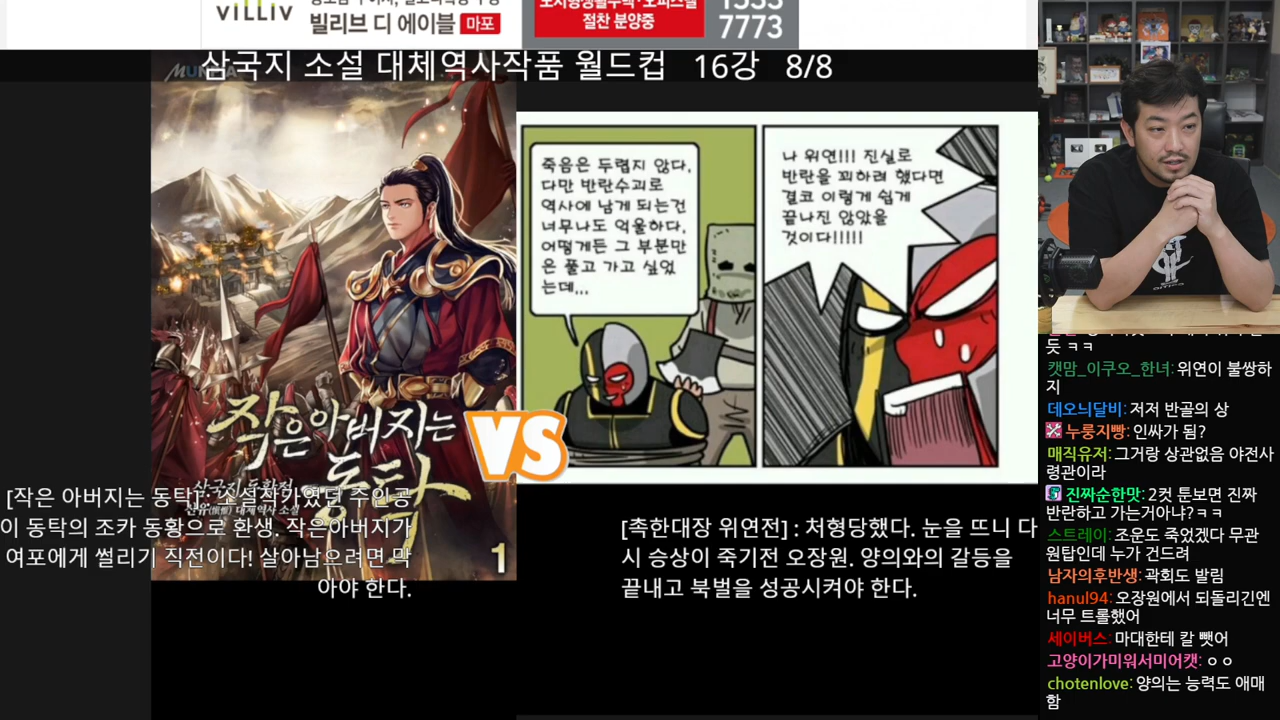 VILLIV
빌리브 디 에이블 마포
절찬 분양중
7773
삼국지 소설 대체역사작품 월드컵 16강 8/8
죽음은 두렵지 않다.
다만 반란수괴로
역사에 남게 되는건
너무나도 억울하다.
어떻게든 그 부분만
은 풀고 가고 싶었
는데...
나 위연!!! 진실로
반란을 꾀하려 했다면
결코 이렇게 쉽게
끝나진 않았을
것이다!!!!!
작은 아버지는
동탁
VS
1
[작은 아버지는 동탁] : 소설작가였던 주인공
이 동탁의 조카 동황으로 환생. 작은아버지가
여포에게 썰리기 직전이다! 살아남으려면 막
아야 한다.
[촉한대장 위연전] : 처형당했다. 눈을 뜨니 다
시 승상이 죽기전 오장원. 양의와의 갈등을
끝내고 북벌을 성공시켜야 한다.
듯 ㅋㅋ
캣맘_이쿠오_한녀: 위연이 불쌍하
지
데오늬달비: 저저 반골의 상
누룽지빵: 인싸가 됨?
매직유저: 그거랑 상관없음 야전사
령관이라
진짜순한맛: 2컷 툰보면 진짜
반란하고 가는거아냐?ㅋㅋ
스트레이: 조운도 죽었겠다 무관
원탑인데 누가 건드려
남자의후반생: 곽회도 발림
hanul94: 오장원에서 되돌리긴엔
너무 트롤했어
세이버스: 마대한테 칼 뺏어
고양이가미워서미어캣: ㅇㅇ
chotenlove: 양의는 능력도 애매
함